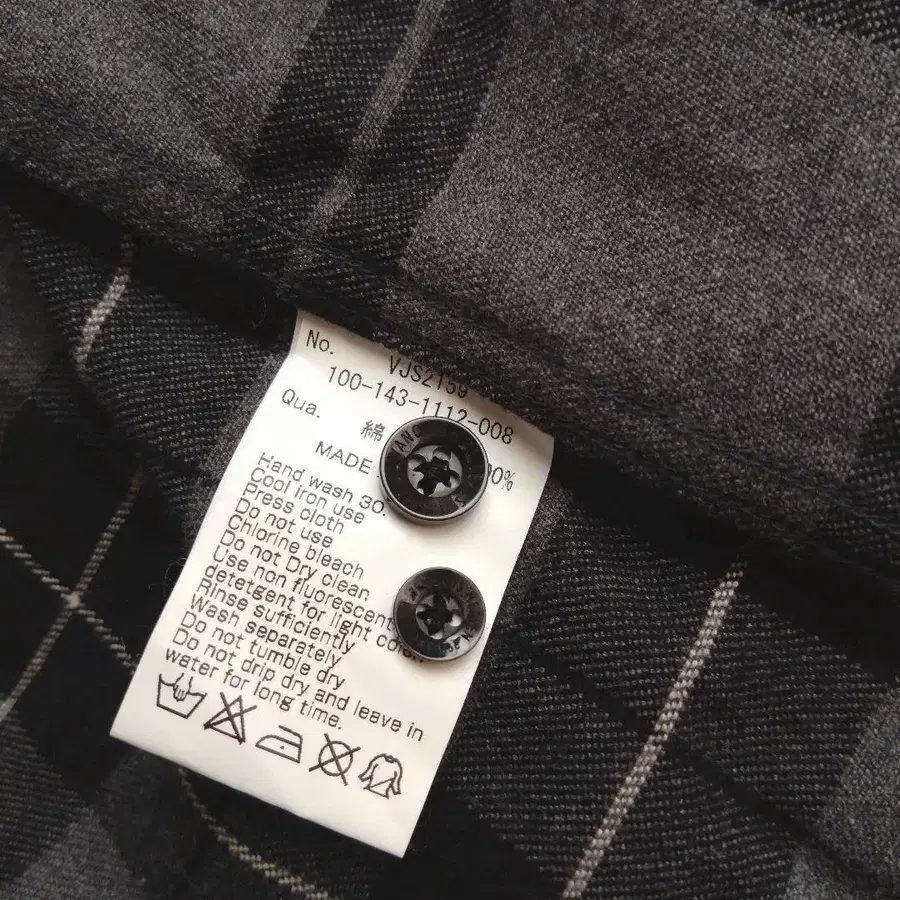 No. VJS2159
100-143-1112-008
Qua.
綿
MADE
Hand wash 30.
Cool iron use
Press cloth
Do not use
Chlorine bleach
Do not Dry clean
Use non fluorescent
detetgent for light color.
Rinse sufficiently
Wash separately
Do not tumble dry
Do not drip dry and leave in
water for long time.